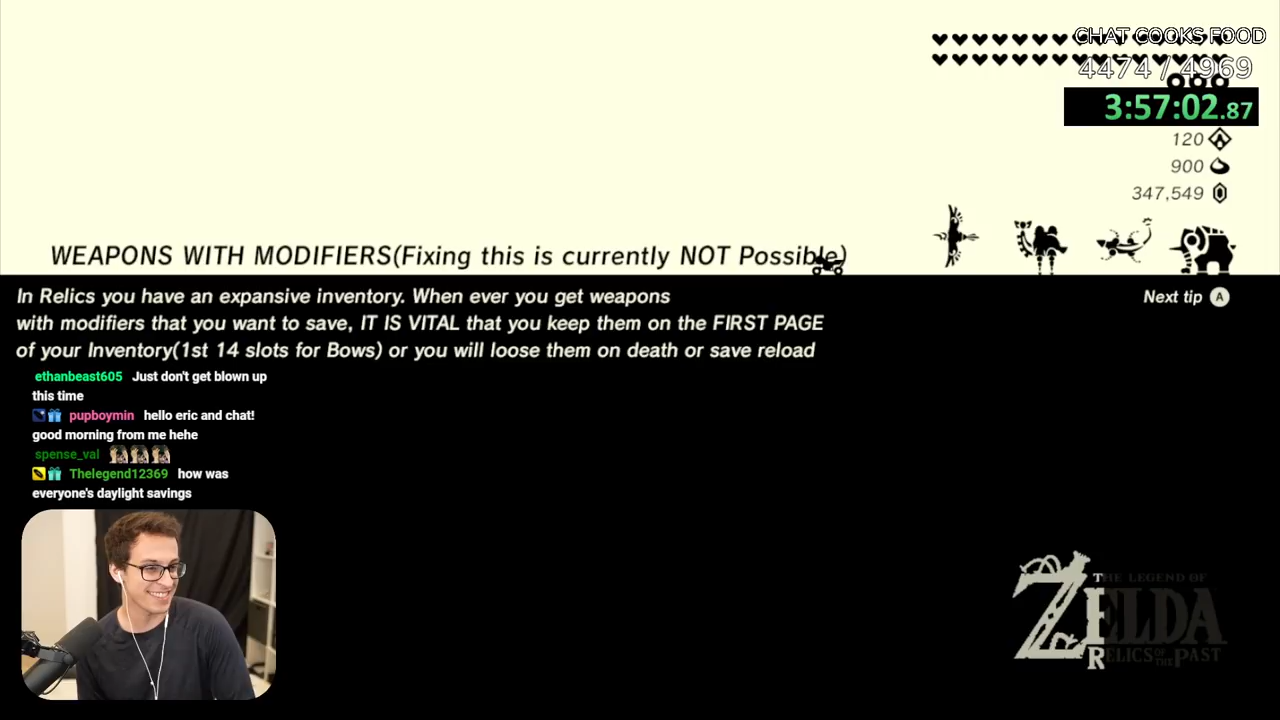 CHAT COOKS FOOD
4474 / 4969
3:57:02.87
120
900
347,549
WEAPONS WITH MODIFIERS(Fixing this is currently NOT Possible)
In Relics you have an expansive inventory. When ever you get weapons
with modifiers that you want to save, IT IS VITAL that you keep them on the FIRST PAGE
of your Inventory(1st 14 slots for Bows) or you will loose them on death or save reload
Next tip A
ethanbeast605 Just don't get blown up
this time
pupboymin hello eric and chat!
good morning from me hehe
spense_val
Thelegend12369 how was
everyone's daylight savings
THE LEGEND OF
ZELDA
RELICS OF THE PAST